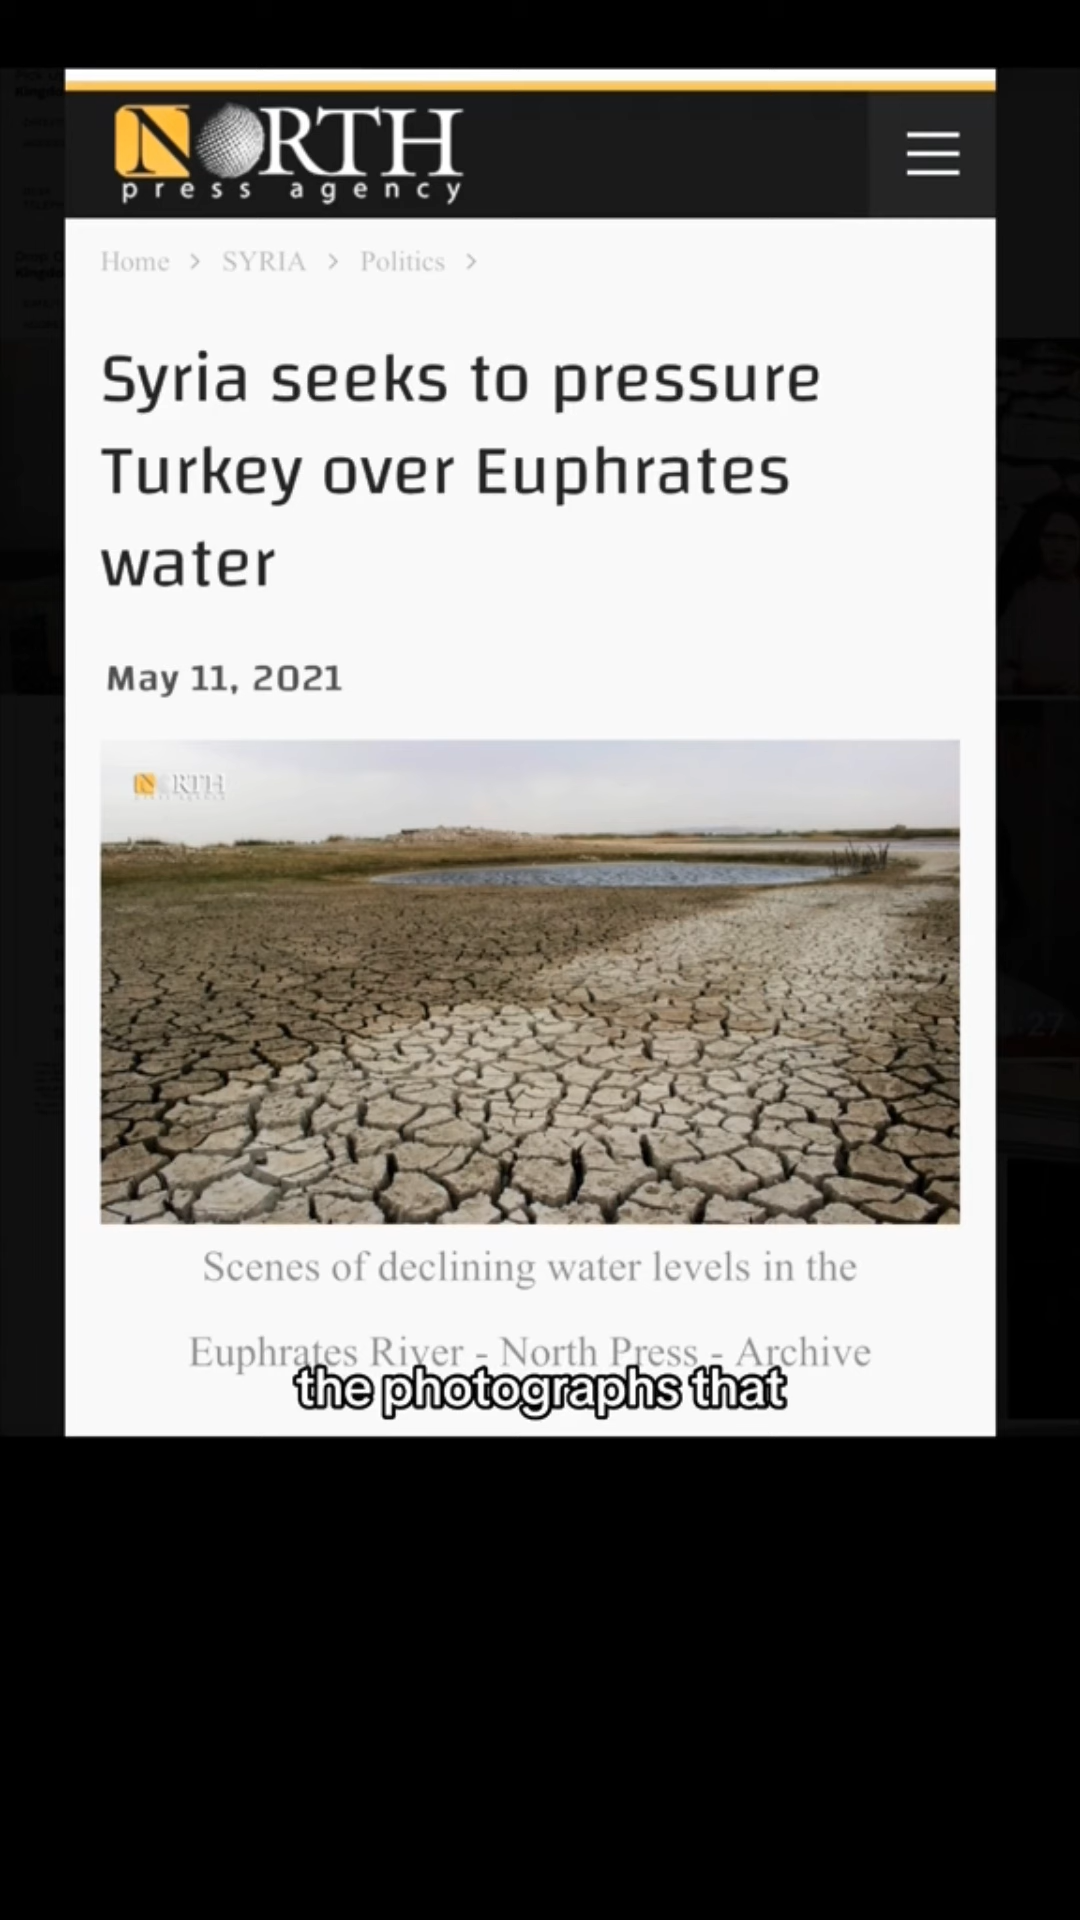 NORTH
press agency
Home > SYRIA > Politics >
Syria seeks to pressure
Turkey over Euphrates
water
May 11, 2021
NORTH
Scenes of declining water levels in the
Euphrates River - North Press - Archive
the photographs that